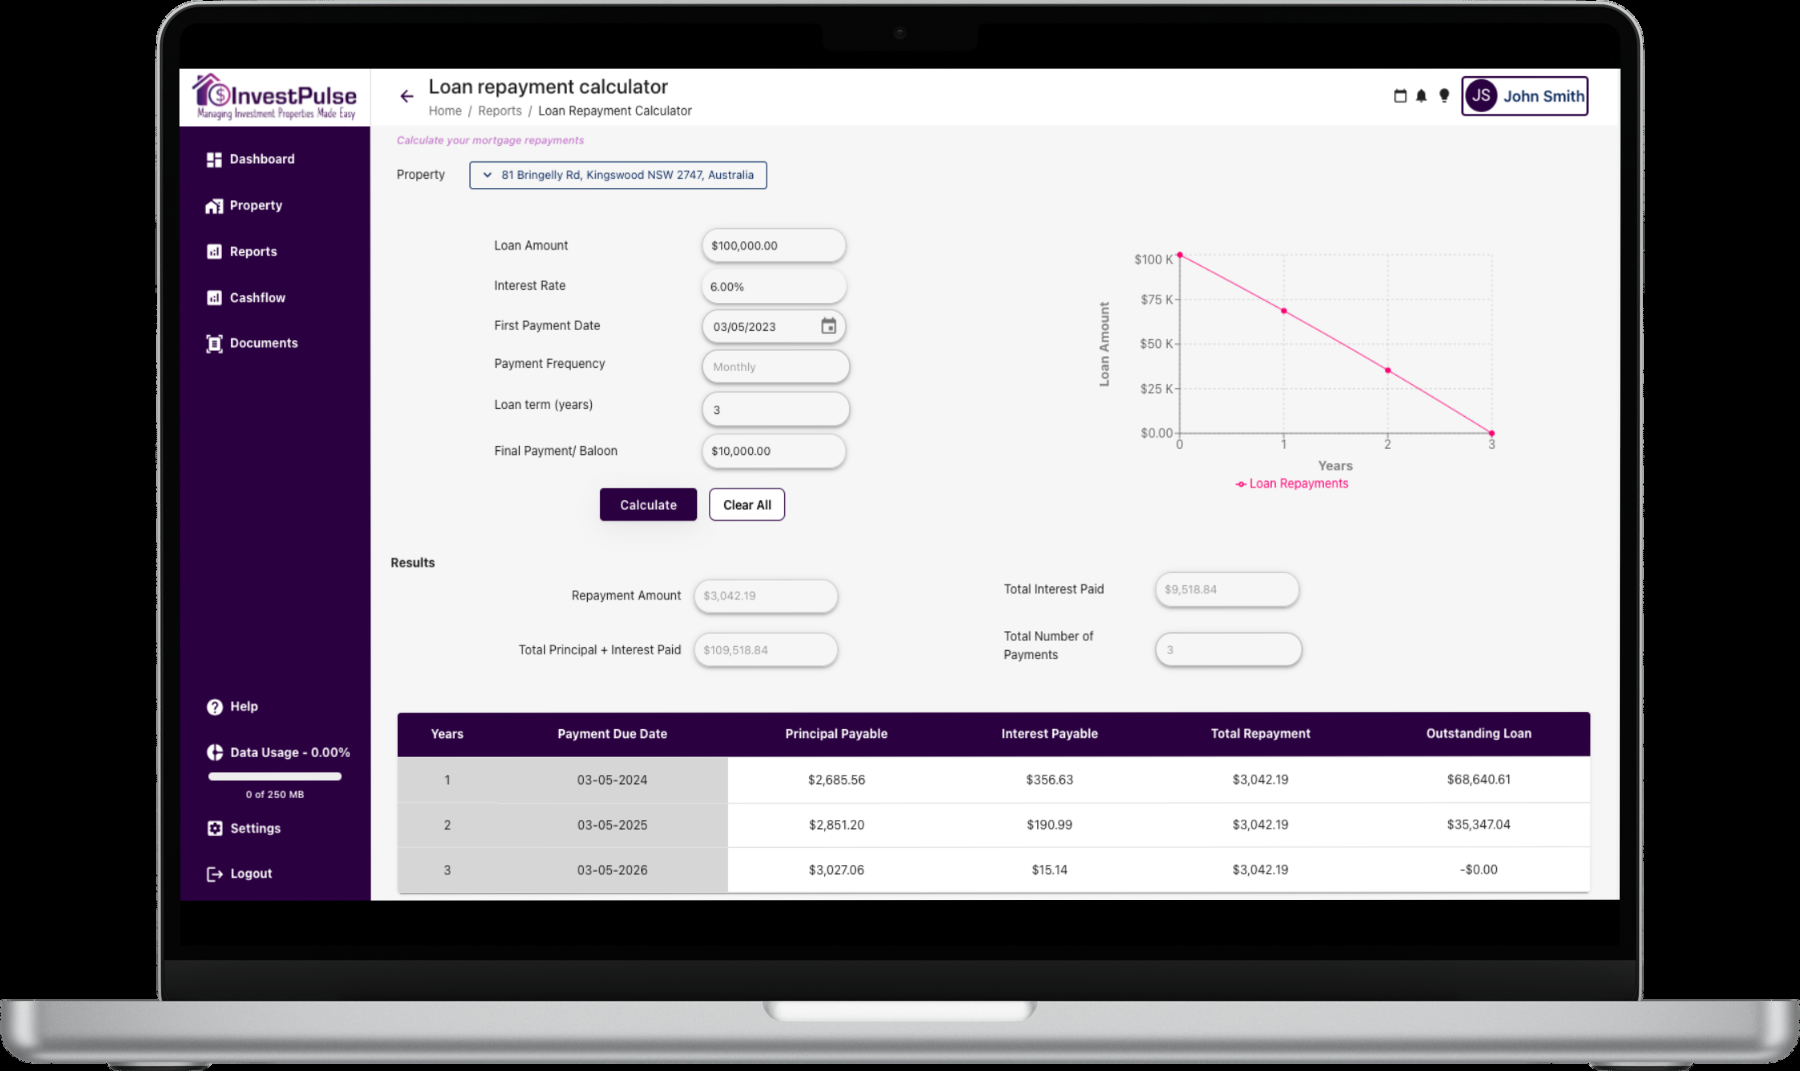 InvestPulse
Managing Investment Properties Made Easy
Loan repayment calculator
Home / Reports / Loan Repayment Calculator
JS John Smith
Dashboard
Property
Reports
Cashflow
Documents
Help
Data Usage - 0.00%
0 of 250 MB
Settings
Logout
Calculate your mortgage repayments
Property 81 Bringelly Rd, Kingswood NSW 2747, Australia
Loan Amount $100,000.00
Interest Rate 6.00%
First Payment Date 03/05/2023
Payment Frequency Monthly
Loan term (years) 3
Final Payment/ Baloon $10,000.00
Calculate Clear All
Loan Amount
$100 K
$75 K
$50 K
$25 K
$0.00
0 1 2 3
Years
Loan Repayments
Results
Repayment Amount $3,042.19
Total Interest Paid $9,518.84
Total Principal + Interest Paid $109,518.84
Total Number of
Payments 3
Years Payment Due Date Principal Payable Interest Payable Total Repayment Outstanding Loan
1 03-05-2024 $2,685.56 $356.63 $3,042.19 $68,640.61
2 03-05-2025 $2,851.20 $190.99 $3,042.19 $35,347.04
3 03-05-2026 $3,027.06 $15.14 $3,042.19 -$0.00